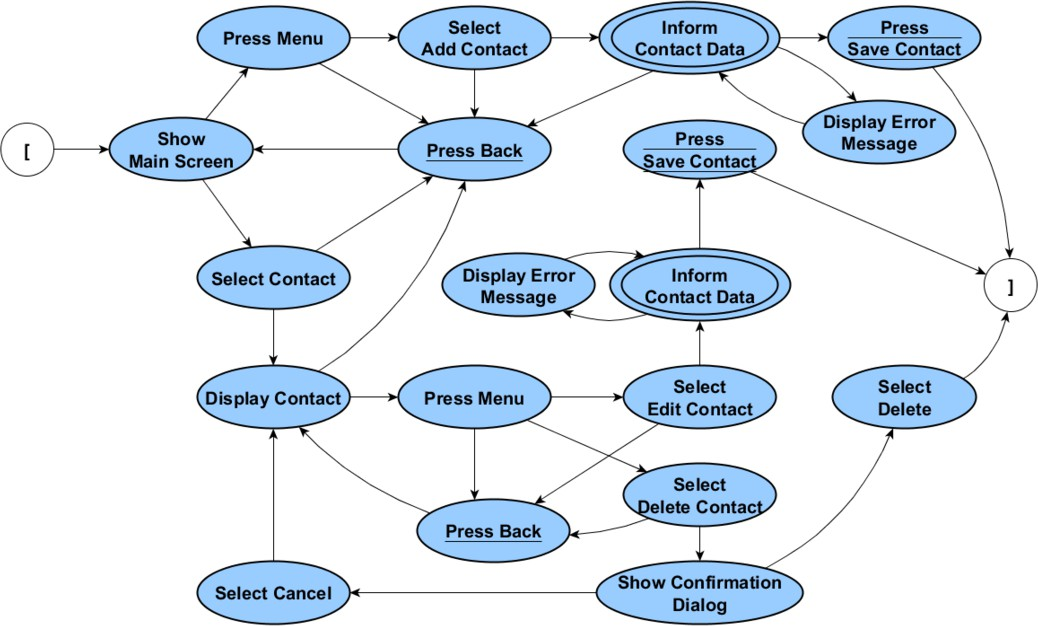 Press Menu
Select
Add Contact
Inform
Contact Data
Press
Save Contact
[
Show
Main Screen
Press Back
Press
Save Contact
Display Error
Message
Select Contact
Display Error
Message
Inform
Contact Data
]
Display Contact
Press Menu
Select
Edit Contact
Select
Delete
Select
Delete Contact
Press Back
Select Cancel
Show Confirmation
Dialog